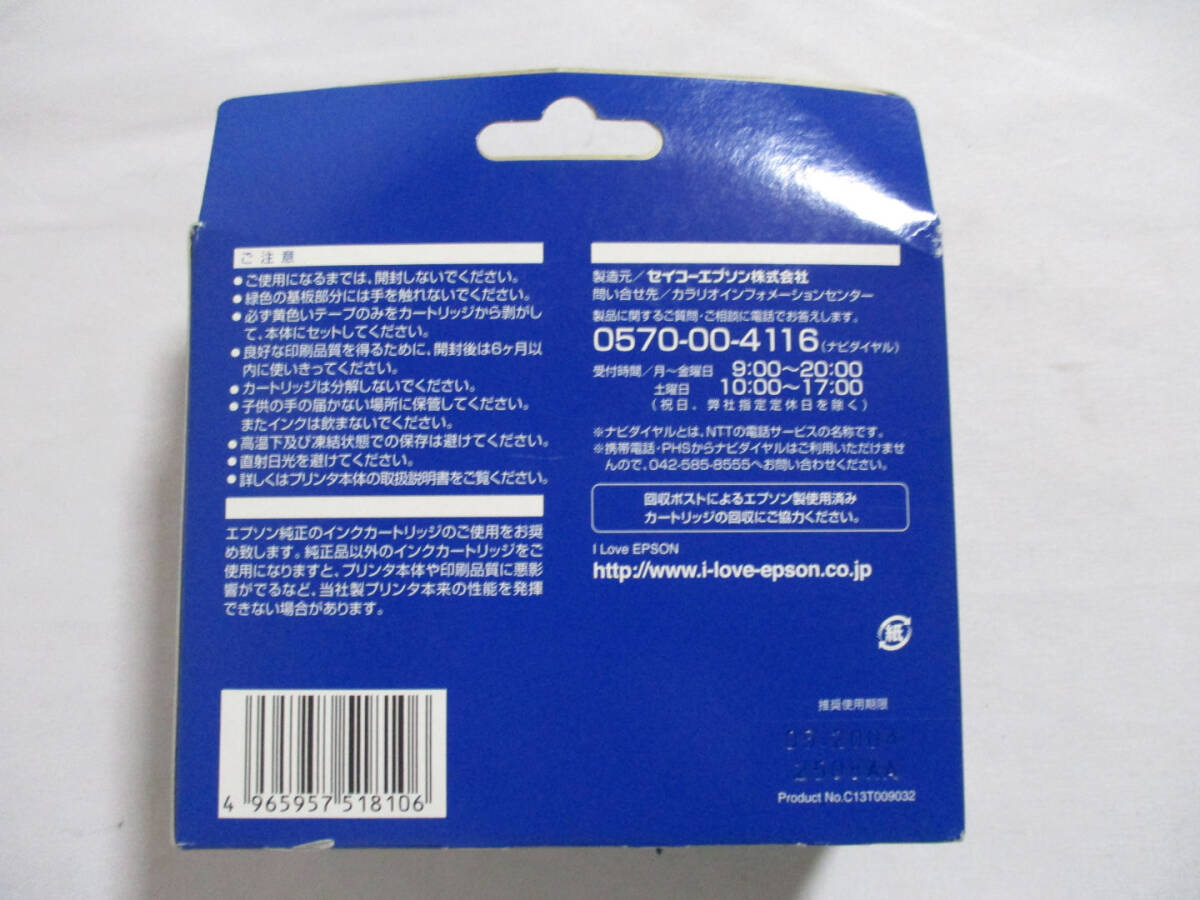 ご注意
●ご使用になるまでは、開封しないでください。
●緑色の基板部分には手を触れないでください。
●必ず黄色いテープのみをカートリッジから剥がし
て、本体にセットしてください。
●良好な印刷品質を得るために、開封後は6ヶ月以
内に使いきってください。
●カートリッジは分解しないでください。
●子供の手の届かない場所に保管してください。
またインクは飲まないでください。
●高温下及び凍結状態での保存は避けてください。
●直射日光を避けてください。
●詳しくはプリンタ本体の取扱説明書をご覧ください。
エプソン純正のインクカートリッジのご使用をお奨
め致します。純正品以外のインクカートリッジをご
使用になりますと、プリンタ本体や印刷品質に悪影
響がでるなど、当社製プリンタ本来の性能を発揮
できない場合があります。
4 965957 518106
製造元／セイコーエプソン株式会社
問い合せ先／カラリオインフォメーションセンター
製品に関するご質問・ご相談に電話でお答えします。
0570-00-4116(ナビダイヤル)
受付時間／月〜金曜日 9:00〜20:00
土曜日 10:00〜17:00
(祝日、弊社指定定休日を除く)
※ナビダイヤルとは、NTTの電話サービスの名称です。
※携帯電話・PHSからナビダイヤルはご利用いただけませ
んので、042-585-8555へお問い合わせください。
回収ポストによるエプソン製使用済み
カートリッジの回収にご協力ください。
I Love EPSON
http://www.i-love-epson.co.jp
紙
推奨使用期限
Product No.C13T009032